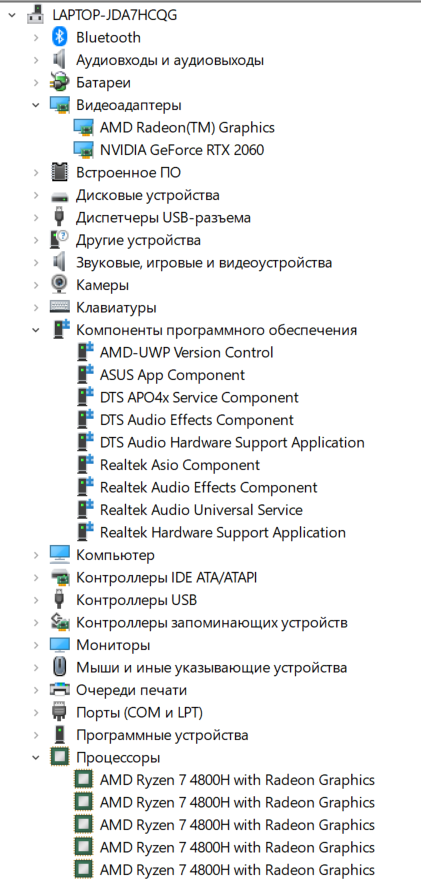 LAPTOP-JDA7HCQG
Bluetooth
Аудиовходы и аудиовыходы
Батареи
Видеоадаптеры
AMD Radeon(TM) Graphics
NVIDIA GeForce RTX 2060
Встроенное ПО
Дисковые устройства
Диспетчеры USB-разъема
Другие устройства
Звуковые, игровые и видеоустройства
Камеры
Клавиатуры
Компоненты программного обеспечения
AMD-UWP Version Control
ASUS App Component
DTS APO4x Service Component
DTS Audio Effects Component
DTS Audio Hardware Support Application
Realtek Asio Component
Realtek Audio Effects Component
Realtek Audio Universal Service
Realtek Hardware Support Application
Компьютер
Контроллеры IDE ATA/ATAPI
Контроллеры USB
Контроллеры запоминающих устройств
Мониторы
Мыши и иные указывающие устройства
Очереди печати
Порты (COM и LPT)
Программные устройства
Процессоры
AMD Ryzen 7 4800H with Radeon Graphics
AMD Ryzen 7 4800H with Radeon Graphics
AMD Ryzen 7 4800H with Radeon Graphics
AMD Ryzen 7 4800H with Radeon Graphics
AMD Ryzen 7 4800H with Radeon Graphics